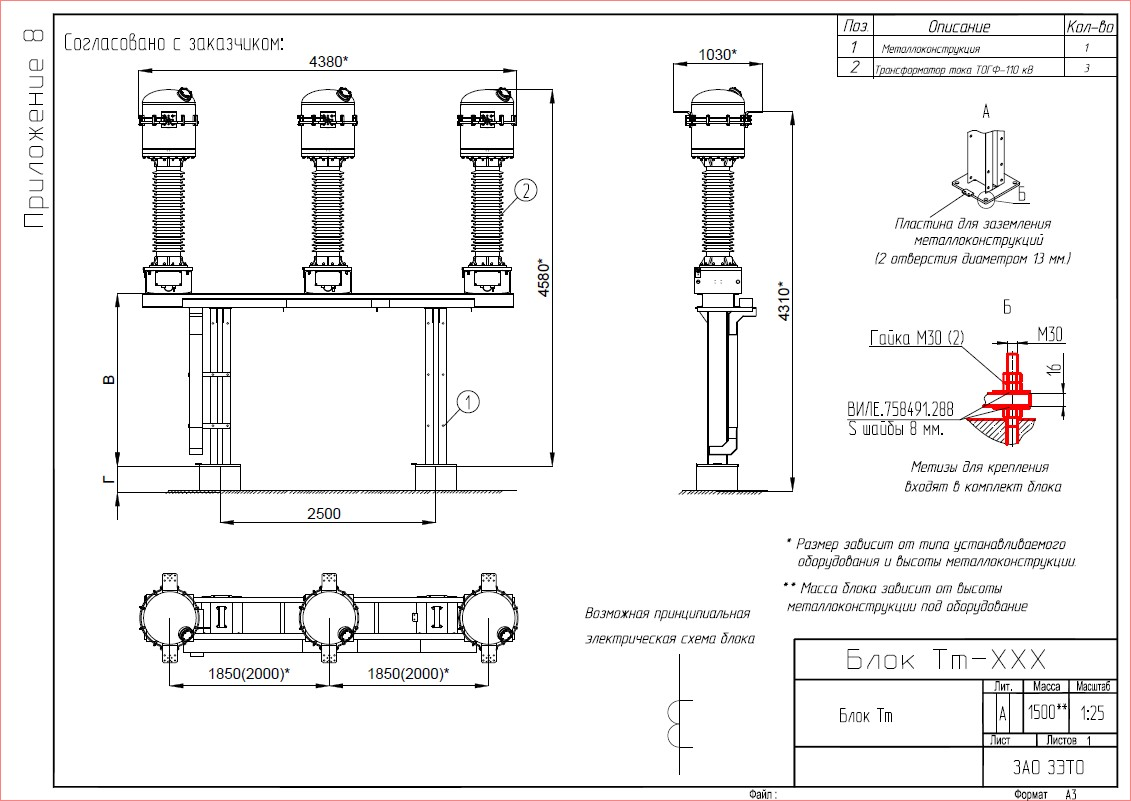 Приложение 8
Согласовано с заказчиком:
Поз. Описание Кол-во
1 Металлоконструкция 1
2 Трансформатор тока ТОГФ-110 кВ 3
4380*
1030*
4580*
4310*
2
1
В
Г
2500
А
Б
Пластина для заземления
металлоконструкций
(2 отверстия диаметром 13 мм.)
Б
Гайка М30 (2)
М30
16
ВИЛЕ.758491.288
S шайбы 8 мм.
Метизы для крепления
входят в комплект блока
* Размер зависит от типа устанавливаемого
оборудования и высоты металлоконструкции.
** Масса блока зависит от высоты
металлоконструкции под оборудование
1850(2000)*
1850(2000)*
Возможная принципиальная
электрическая схема блока
Блок Тт-ХХХ
Блок Тт
Лит. Масса Масштаб
А 1500** 1:25
Лист Листов 1
ЗАО ЗЭТО
Файл : Формат А3